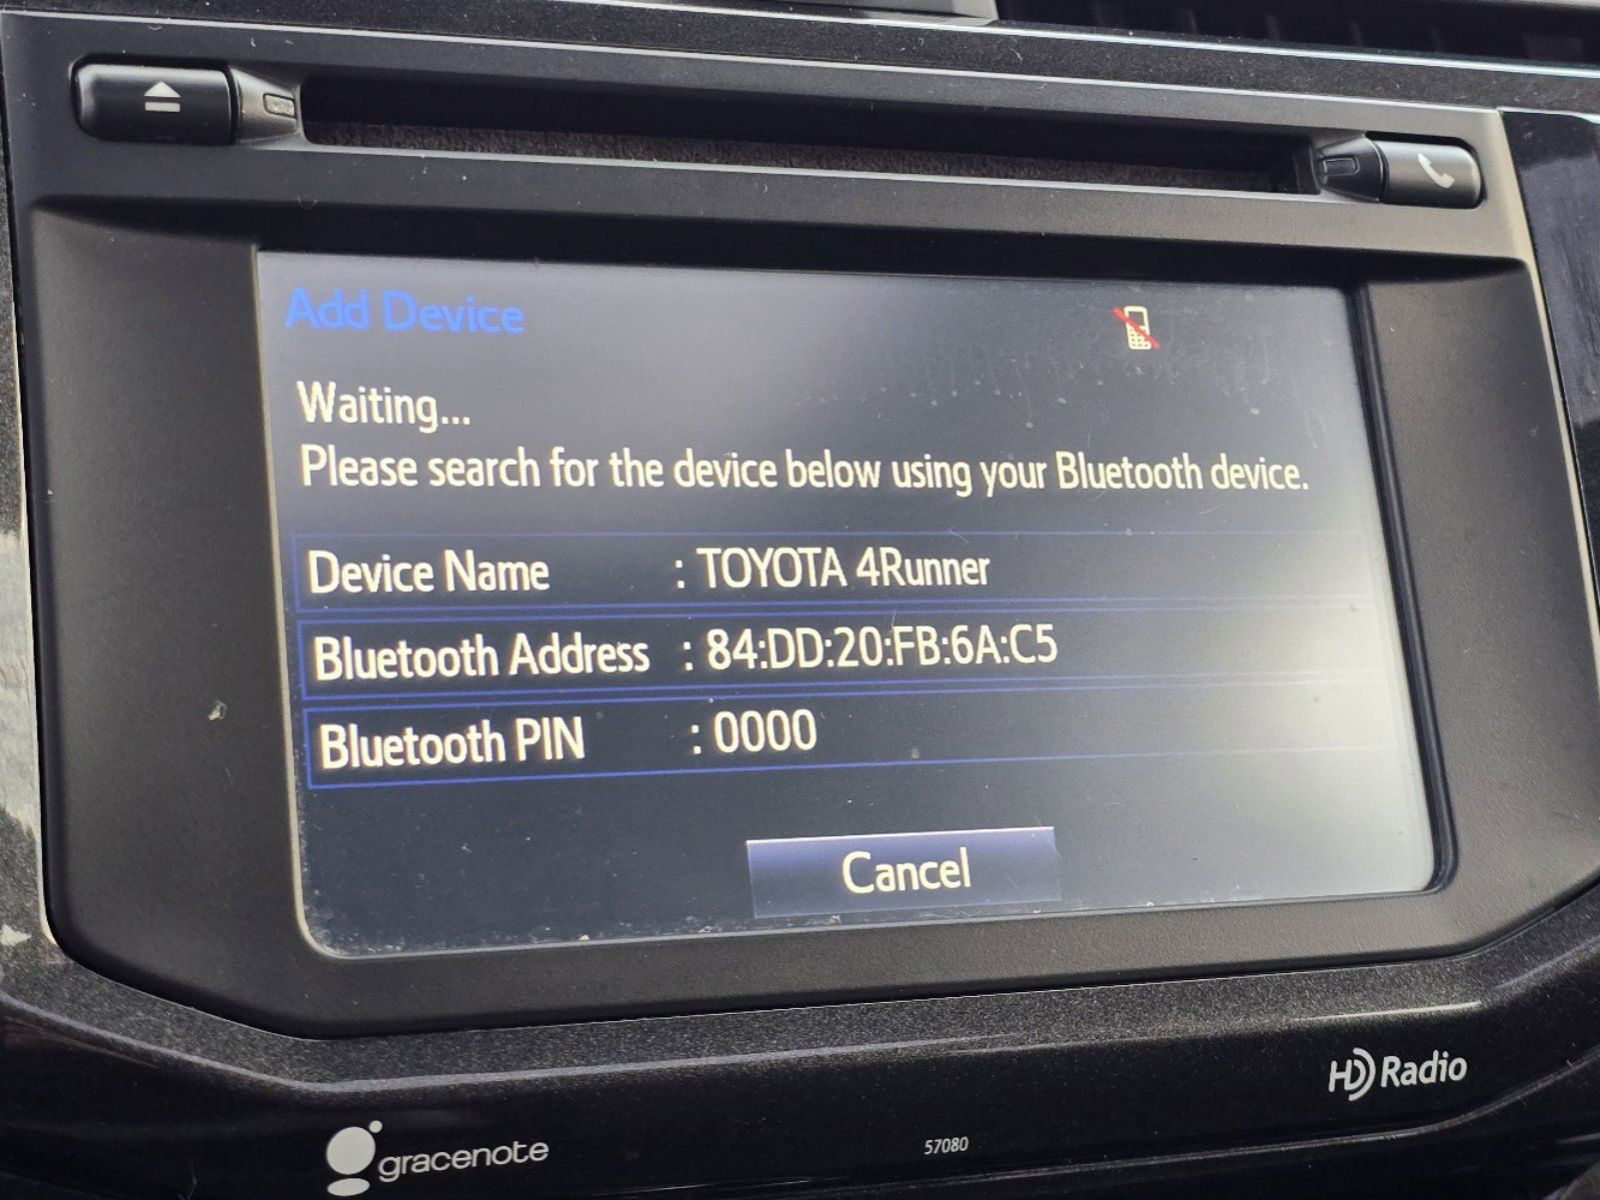 Add Device
Waiting...
Please search for the device below using your Bluetooth device.
Device Name : TOYOTA 4Runner
Bluetooth Address : 84:DD:20:FB:6A:C5
Bluetooth PIN : 0000
Cancel
HD Radio
gracenote
57080